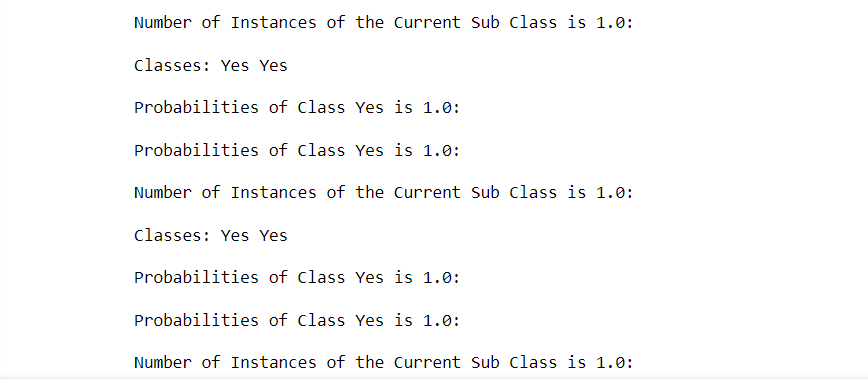 Number of Instances of the Current Sub Class is 1.0:
Classes: Yes Yes
Probabilities of Class Yes is 1.0:
Probabilities of Class Yes is 1.0:
Number of Instances of the Current Sub Class is 1.0:
Classes: Yes Yes
Probabilities of Class Yes is 1.0:
Probabilities of Class Yes is 1.0:
Number of Instances of the Current Sub Class is 1.0: